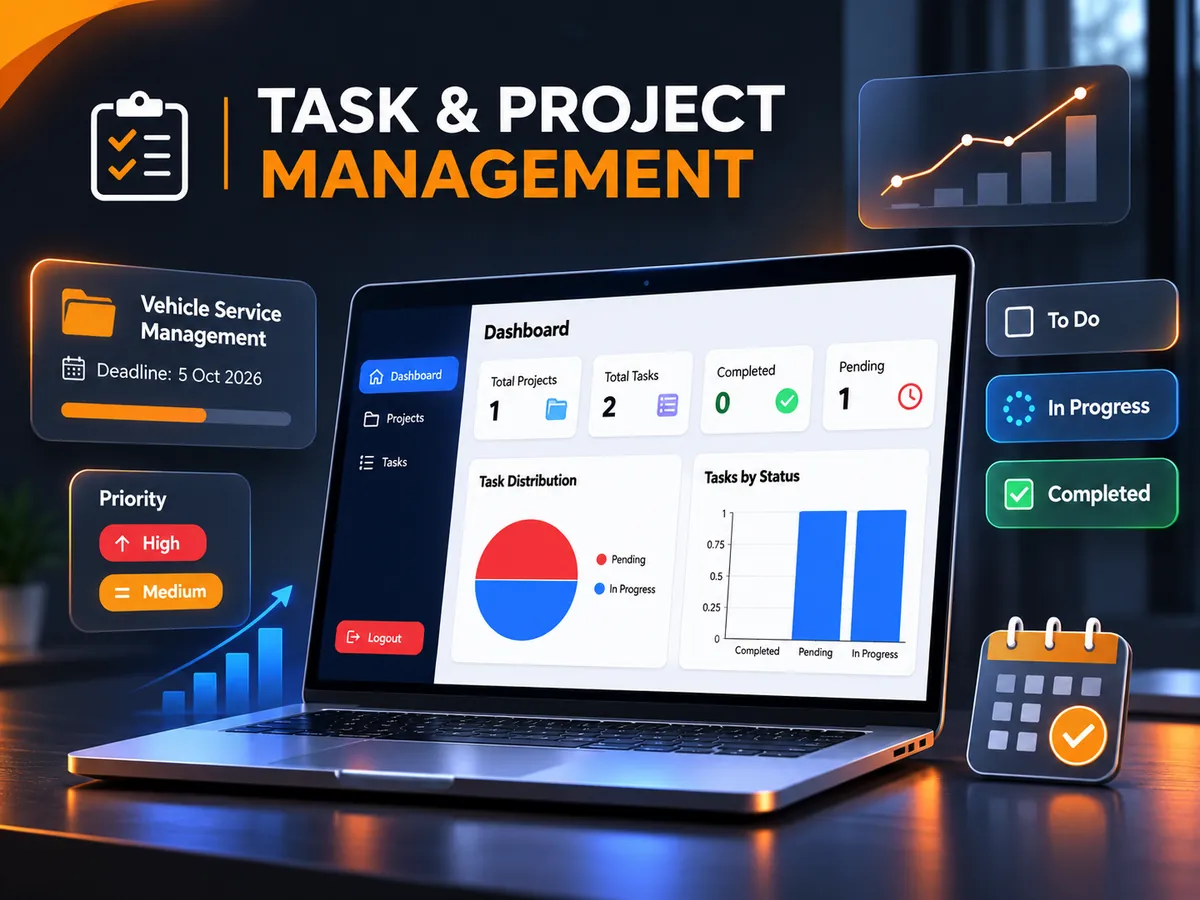 TASK & PROJECT
MANAGEMENT
Vehicle Service
Management
Deadline: 5 Oct 2026
Priority
High
Medium
Dashboard
Projects
Tasks
Logout
Dashboard
Total Projects
1
Total Tasks
2
Completed
0
Pending
1
Task Distribution
Pending
In Progress
Tasks by Status
1
0.75
0.5
0.25
0
Completed
Pending
In Progress
To Do
In Progress
Completed